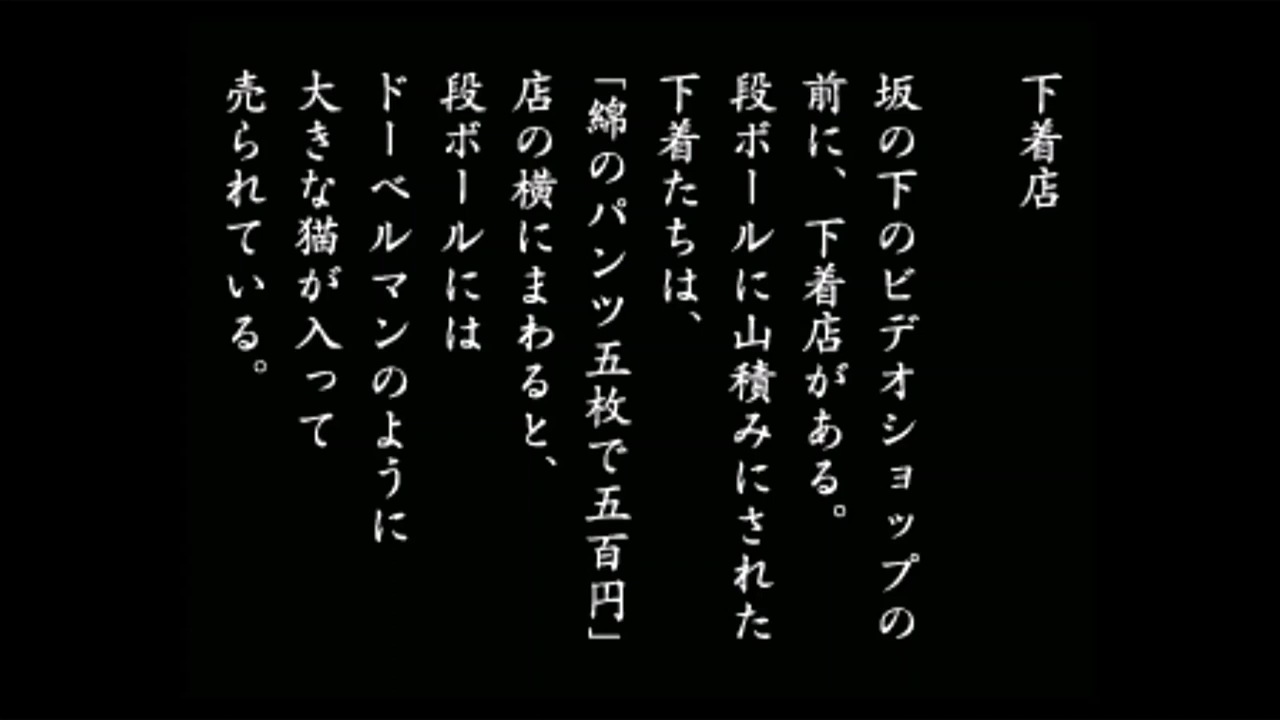 下着店
坂の下のビデオショップの
前に、下着店がある。
段ボールに山積みにされた
下着たちは、
「綿のパンツ五枚で五百円」
店の横にまわると、
段ボールには
ドーベルマンのように
大きな猫が入って
売られている。